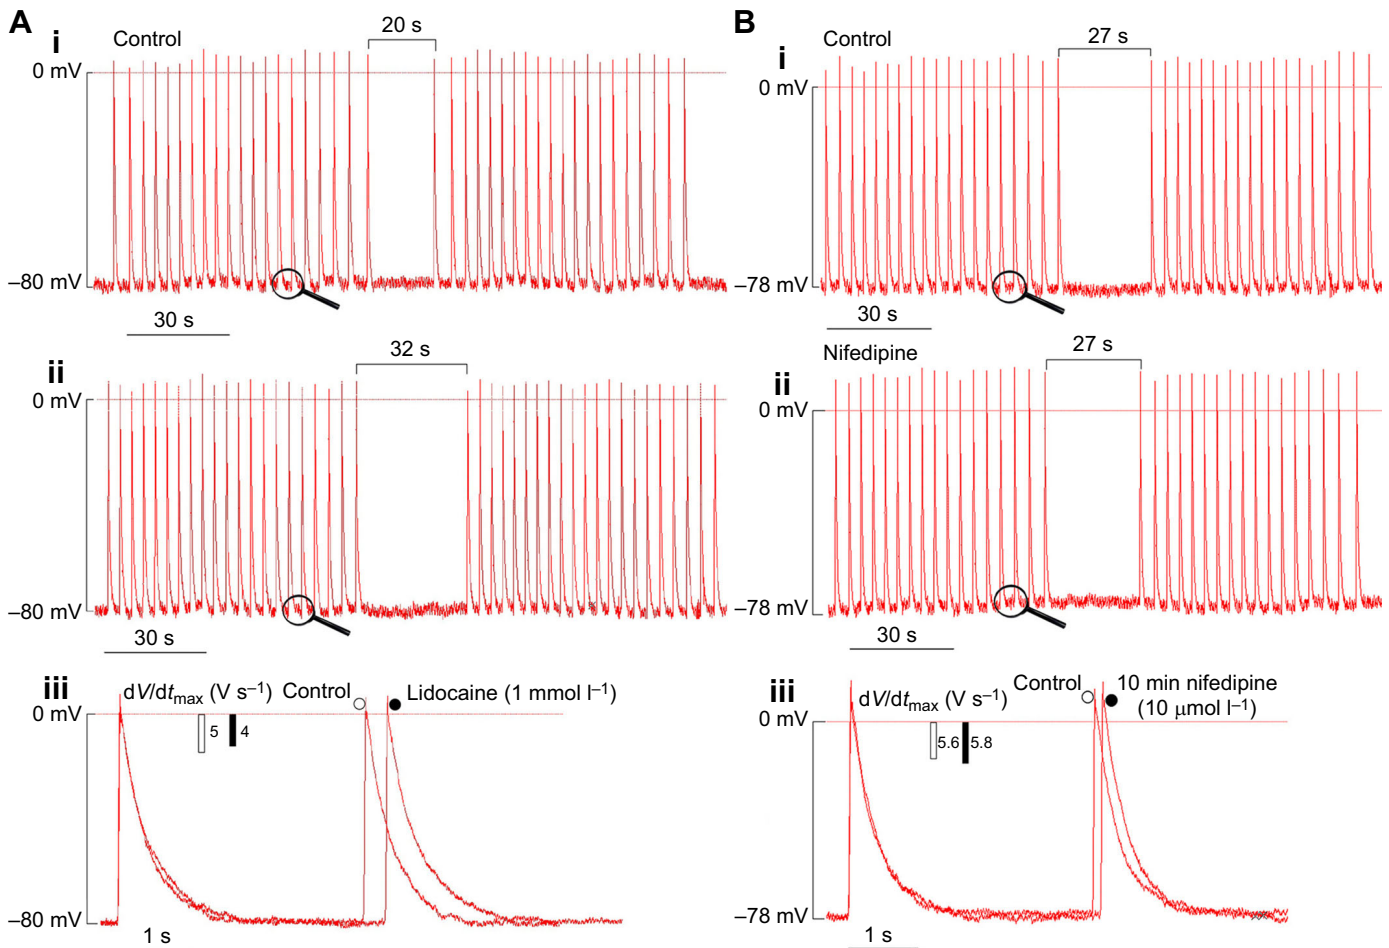 A
i
Control
20 s
0 mV
–80 mV
30 s
ii
32 s
0 mV
–80 mV
30 s
iii
dV/dtmax (V s–1)
Control
Lidocaine (1 mmol l–1)
0 mV
5
4
–80 mV
1 s
B
i
Control
27 s
0 mV
–78 mV
30 s
Nifedipine
ii
27 s
0 mV
–78 mV
30 s
iii
dV/dtmax (V s–1)
Control
10 min nifedipine
(10 μmol l–1)
0 mV
5.6
5.8
–78 mV
1 s